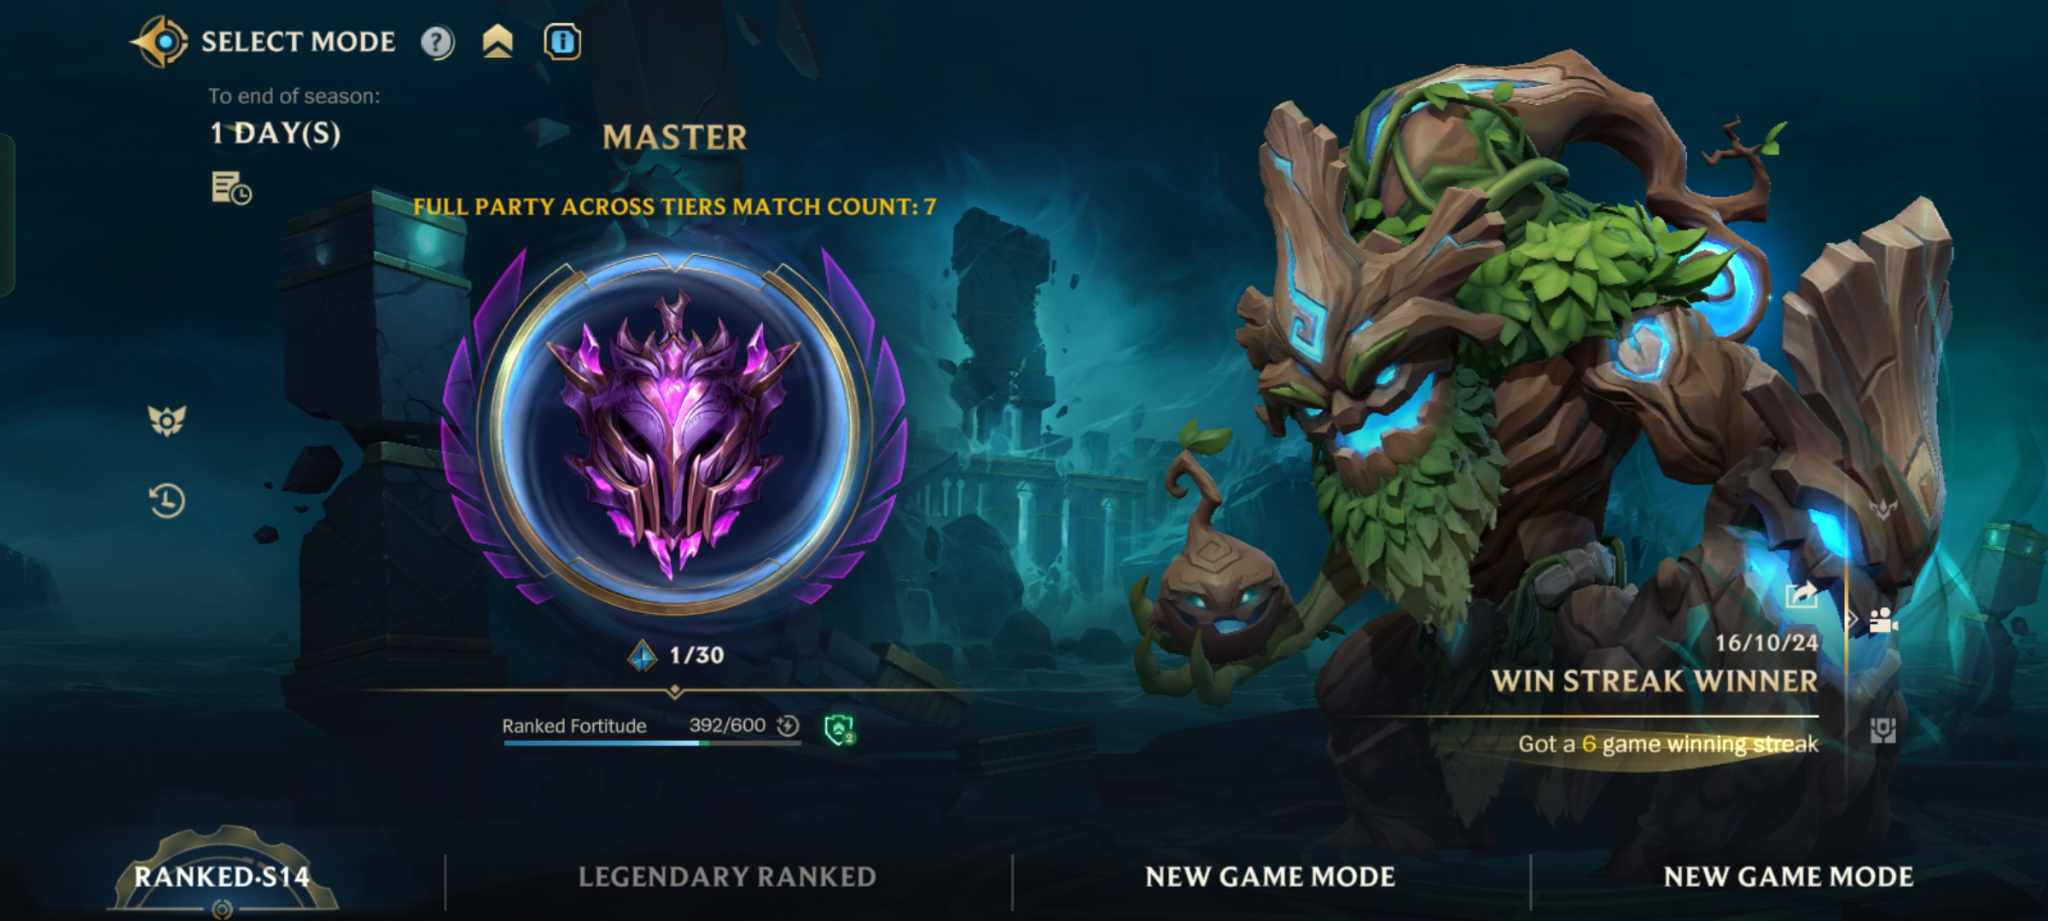 SELECT MODE
To end of season:
1 DAY(S)
MASTER
FULL PARTY ACROSS TIERS MATCH COUNT: 7
1/30
Ranked Fortitude 392/600
2
16/10/24
WIN STREAK WINNER
Got a 6 game winning streak
RANKED·S14
LEGENDARY RANKED
NEW GAME MODE
NEW GAME MODE